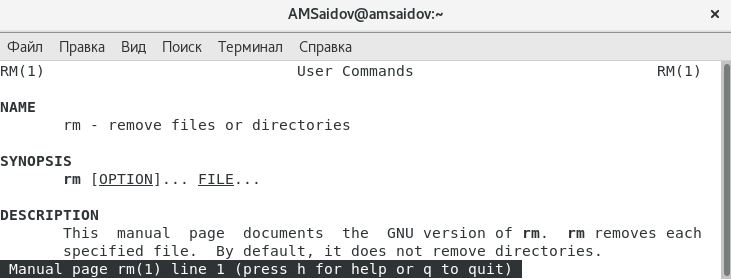 AMSaidov@amsaidov:~
Файл Правка Вид Поиск Терминал Справка
RM(1) User Commands RM(1)
NAME
rm - remove files or directories
SYNOPSIS
rm [OPTION]... FILE...
DESCRIPTION
This manual page documents the GNU version of rm. rm removes each
specified file. By default, it does not remove directories.
Manual page rm(1) line 1 (press h for help or q to quit)